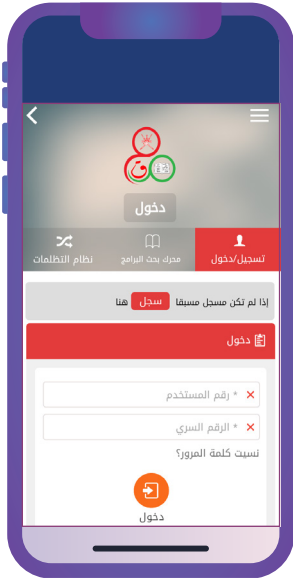 ق
دخول
تسجيل/دخول
محرك بحث البرامج
نظام التظلمات
إذا لم تكن مسجل مسبقا سجل هنا
دخول
* رقم المستخدم
* الرقم السري
نسيت كلمة المرور؟
دخول